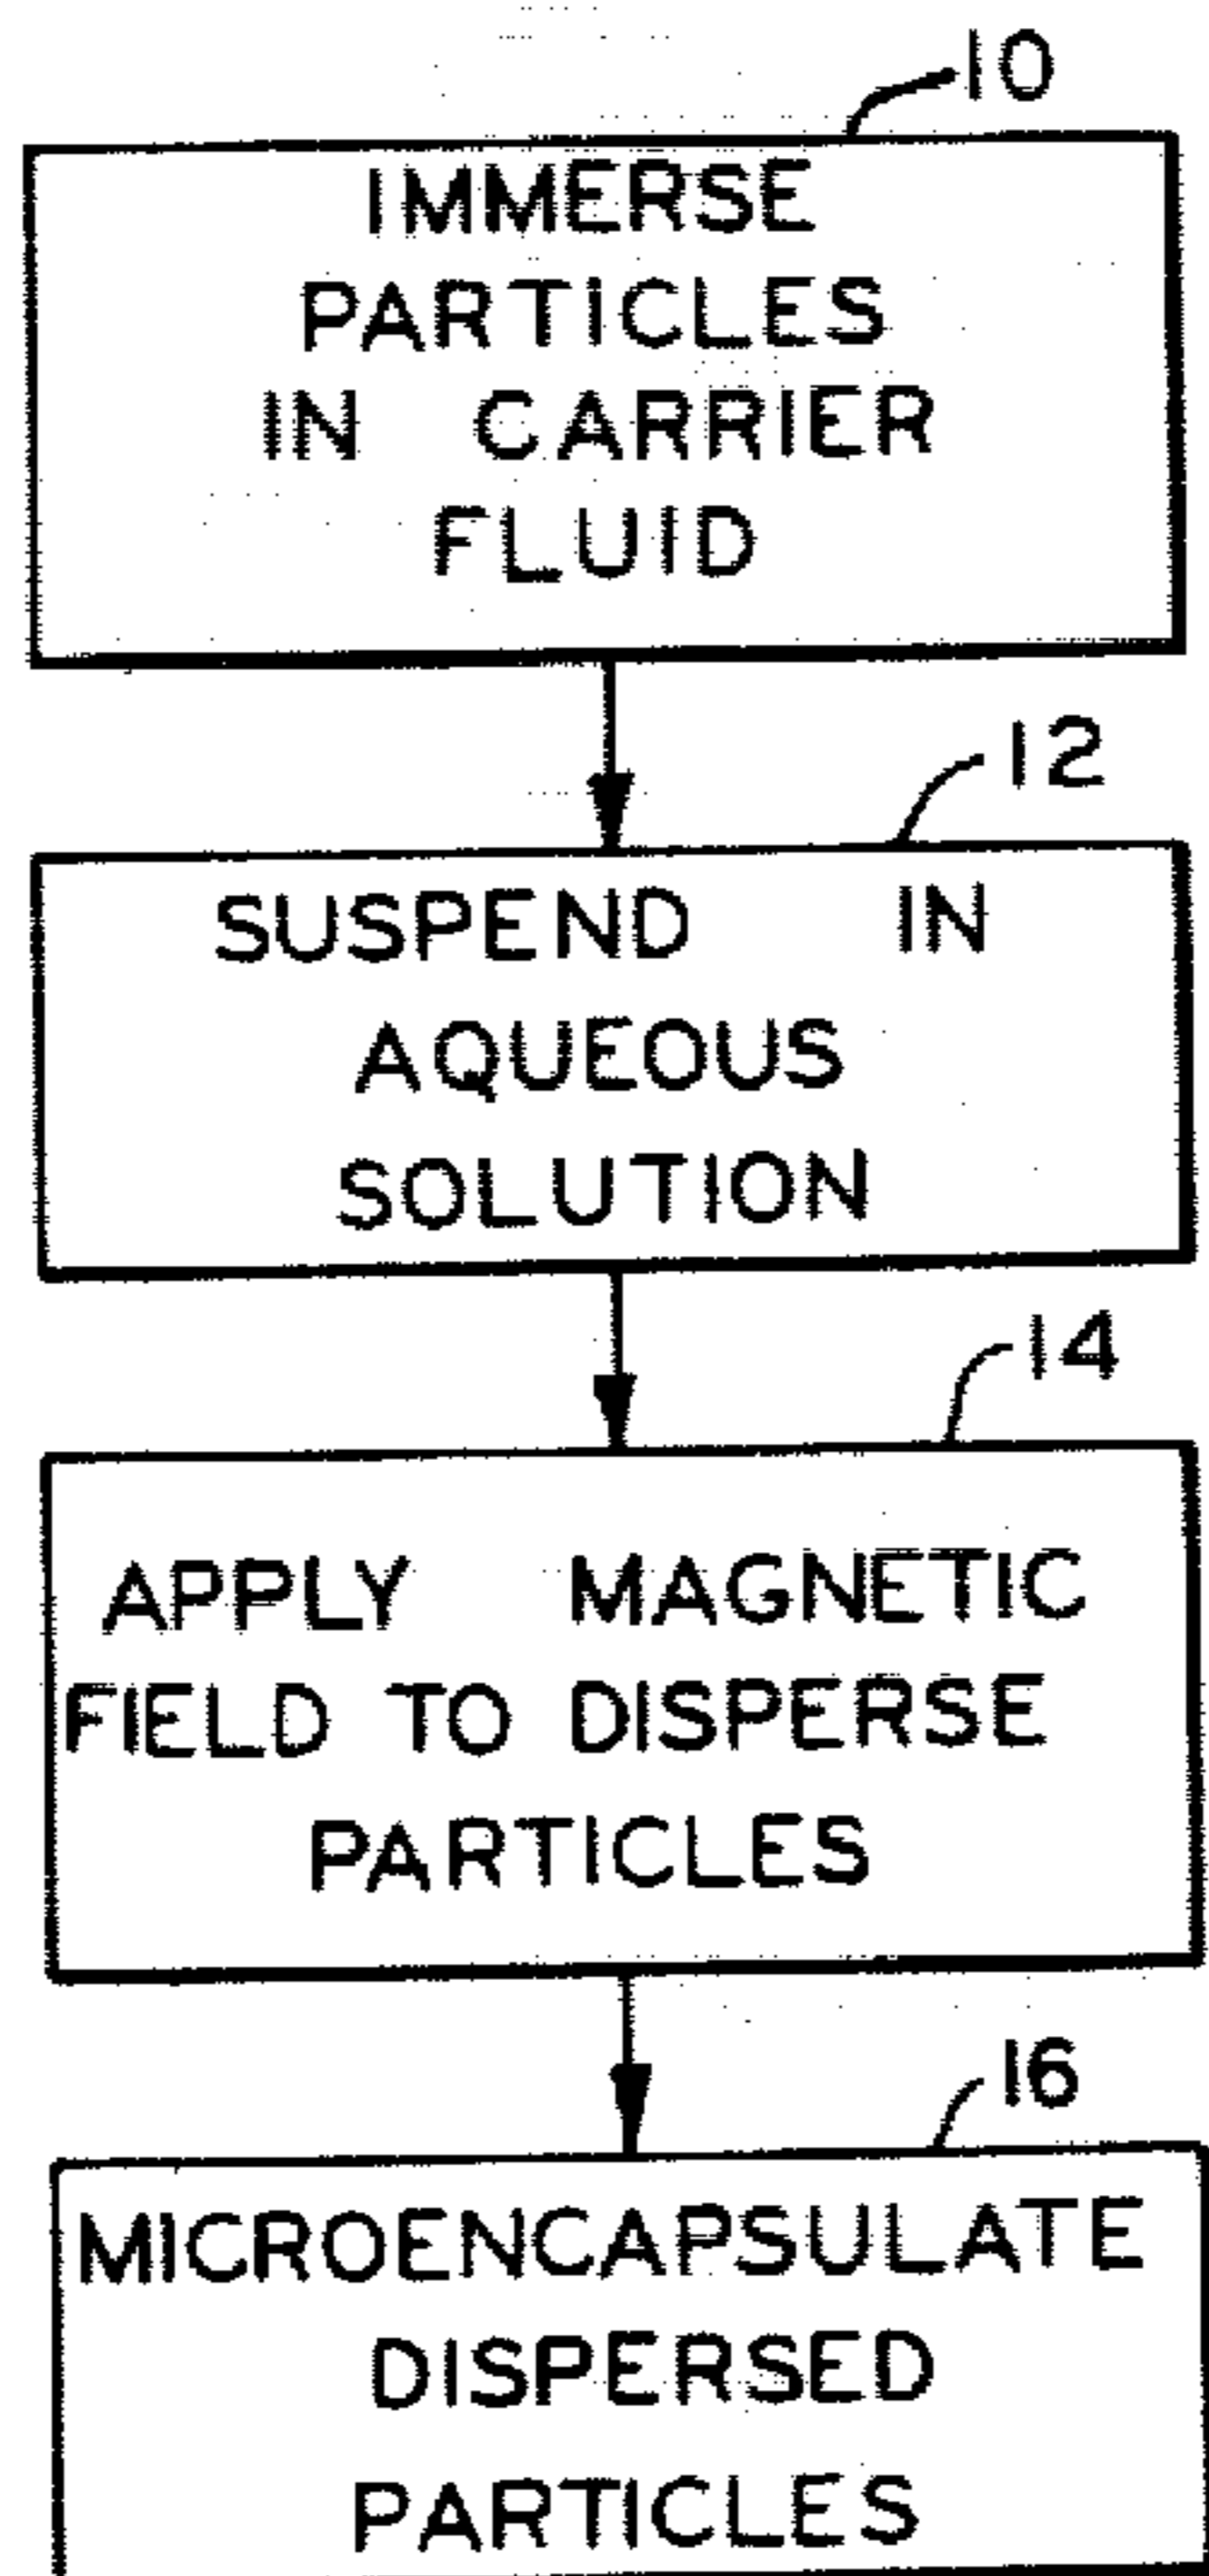 10
IMMERSE
PARTICLES
IN CARRIER
FLUID
12
SUSPEND IN
AQUEOUS
SOLUTION
14
APPLY MAGNETIC
FIELD TO DISPERSE
PARTICLES
16
MICROENCAPSULATE
DISPERSED
PARTICLES